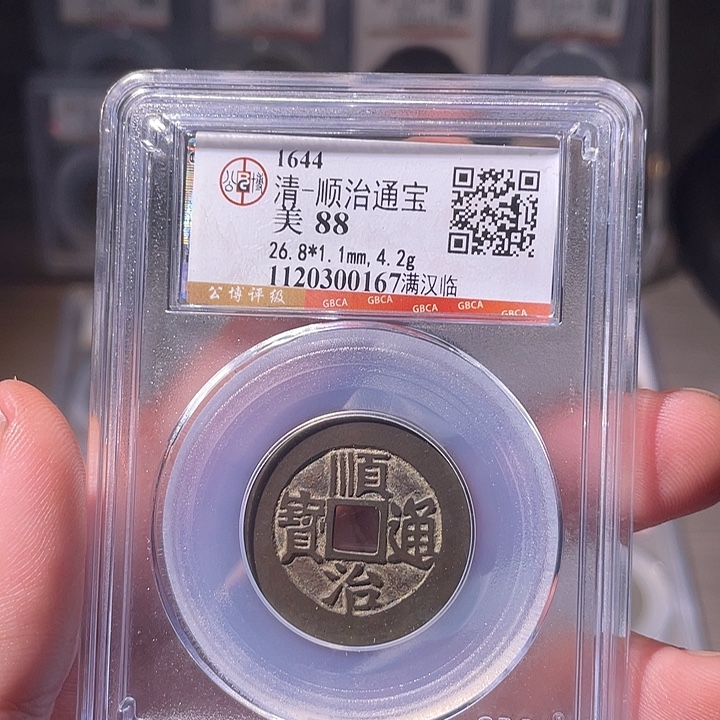 1644
清-顺治通宝
美 88
26.8*1.1mm,4.2g
1120300167满汉临
公博评级 GBCA GBCA GBCA GBCA GBCA
順治通寶